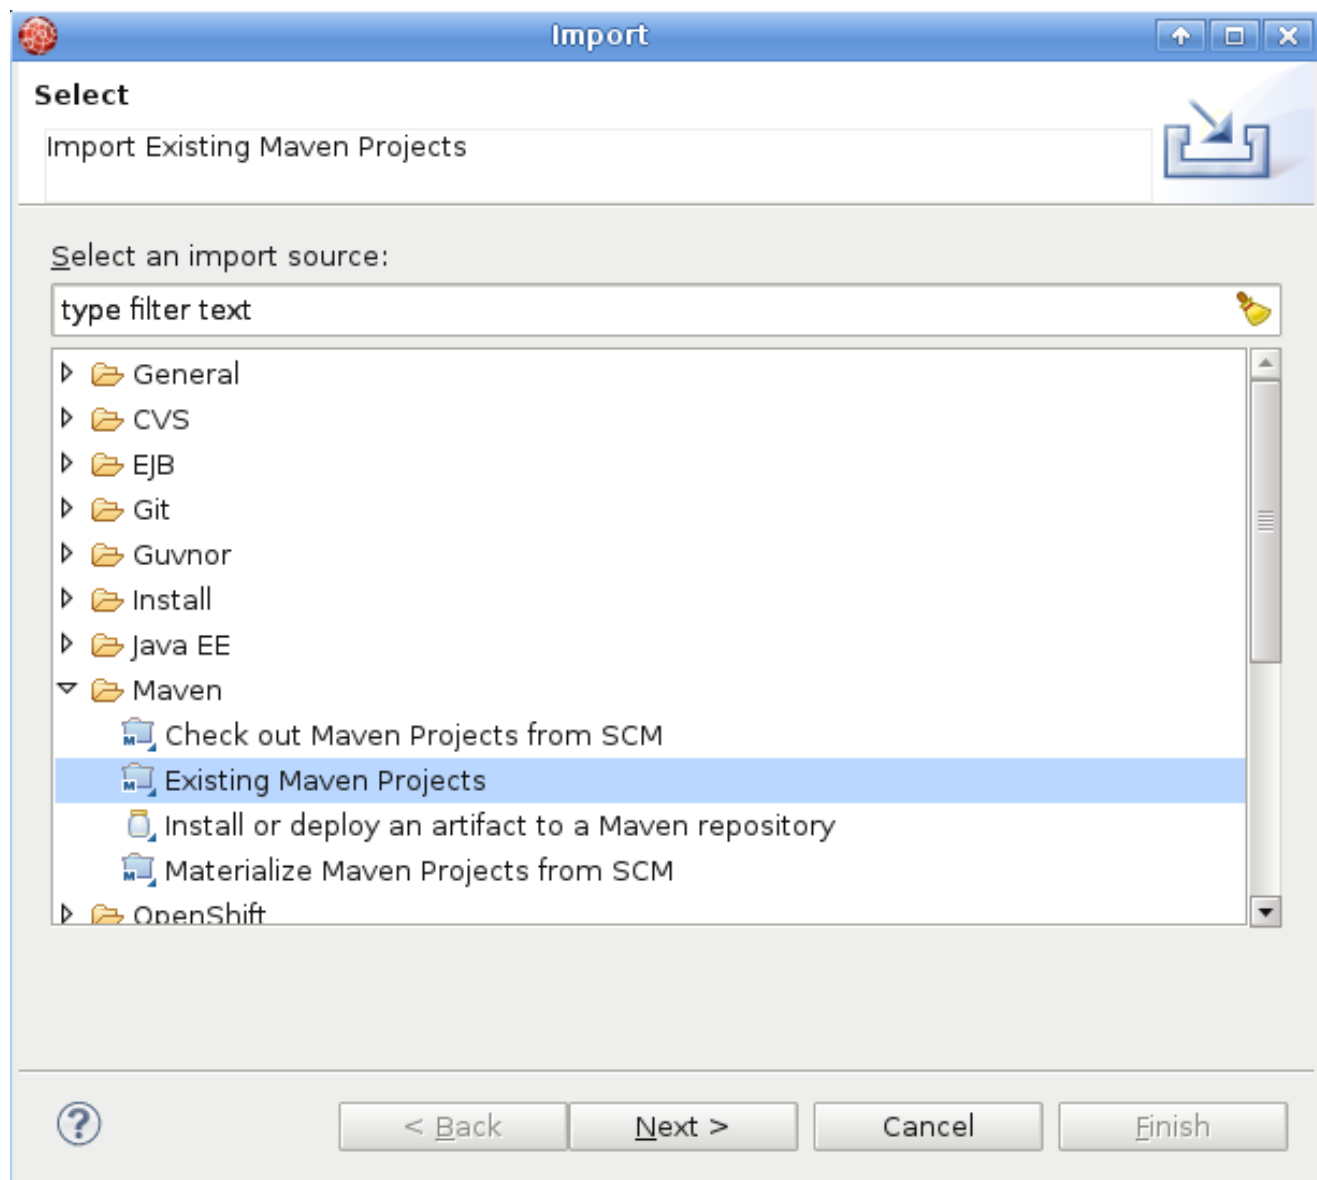 Import
Select
Import Existing Maven Projects
Select an import source:
type filter text
General
CVS
EJB
Git
Guvnor
Install
Java EE
Maven
Check out Maven Projects from SCM
Existing Maven Projects
Install or deploy an artifact to a Maven repository
Materialize Maven Projects from SCM
OpenShift
? < Back Next > Cancel Finish